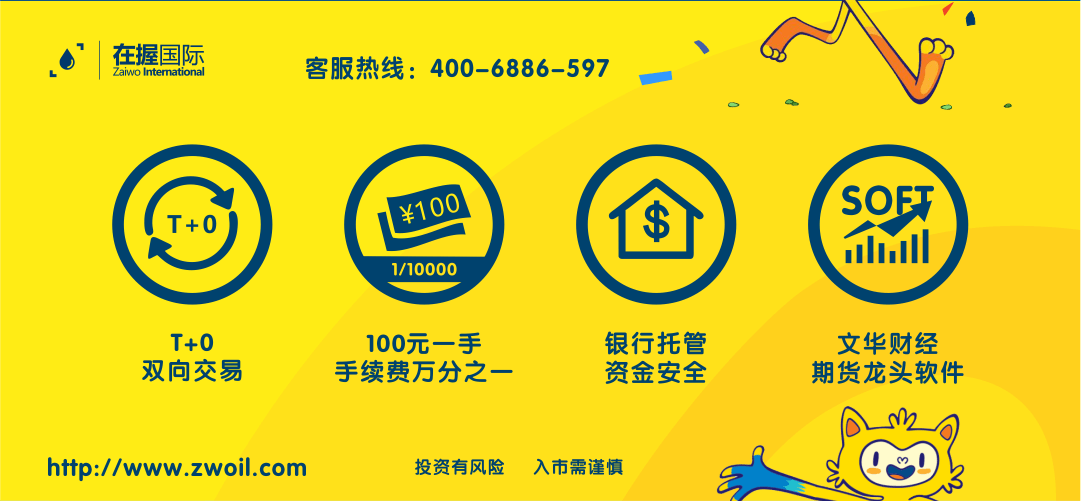 在握国际
Zaiwo International
客服热线：400-6886-597
T+0
¥100
1/10000
$
SOFT
T+0
双向交易
100元一手
手续费万分之一
银行托管
资金安全
文华财经
期货龙头软件
http://www.zwoil.com
投资有风险 入市需谨慎